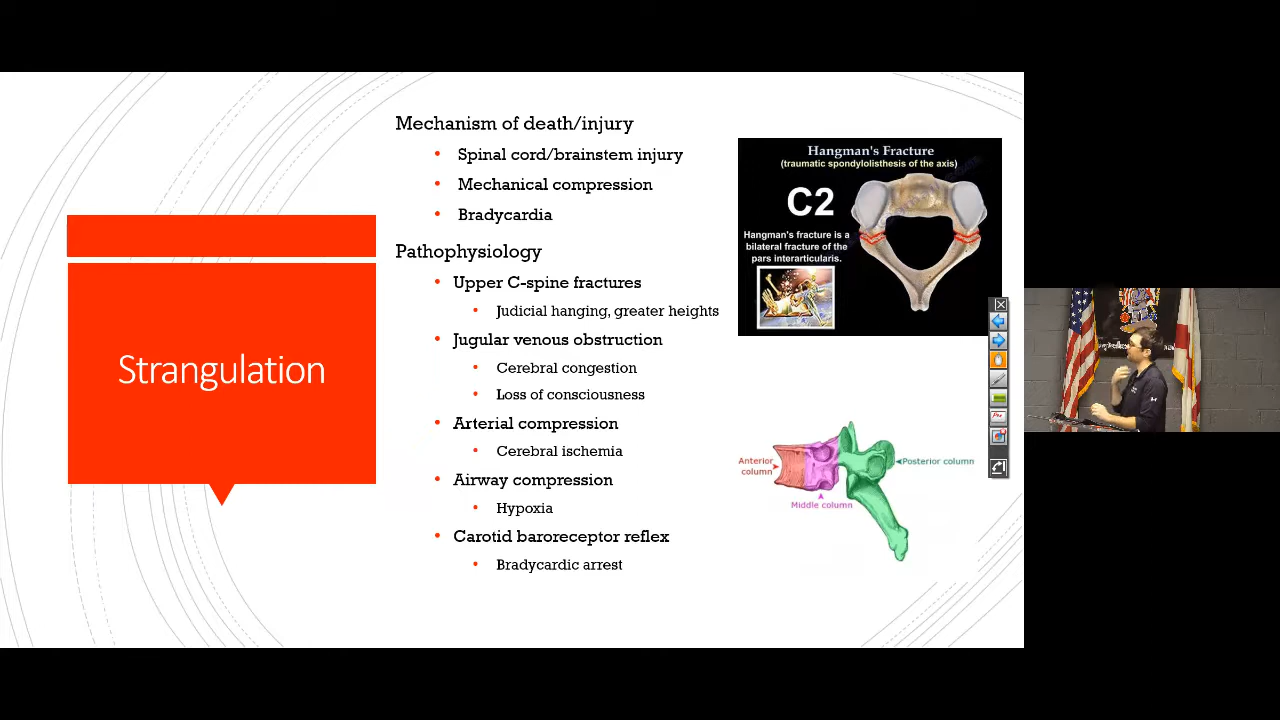 Strangulation
Mechanism of death/injury
• Spinal cord/brainstem injury
• Mechanical compression
• Bradycardia
Pathophysiology
• Upper C-spine fractures
• Judicial hanging, greater heights
• Jugular venous obstruction
• Cerebral congestion
• Loss of consciousness
• Arterial compression
• Cerebral ischemia
• Airway compression
• Hypoxia
• Carotid baroreceptor reflex
• Bradycardic arrest
Hangman's Fracture
(traumatic spondylolisthesis of the axis)
C2
Hangman's fracture is a
bilateral fracture of the
pars interarticularis.
Anterior
column
Middle column
Posterior column